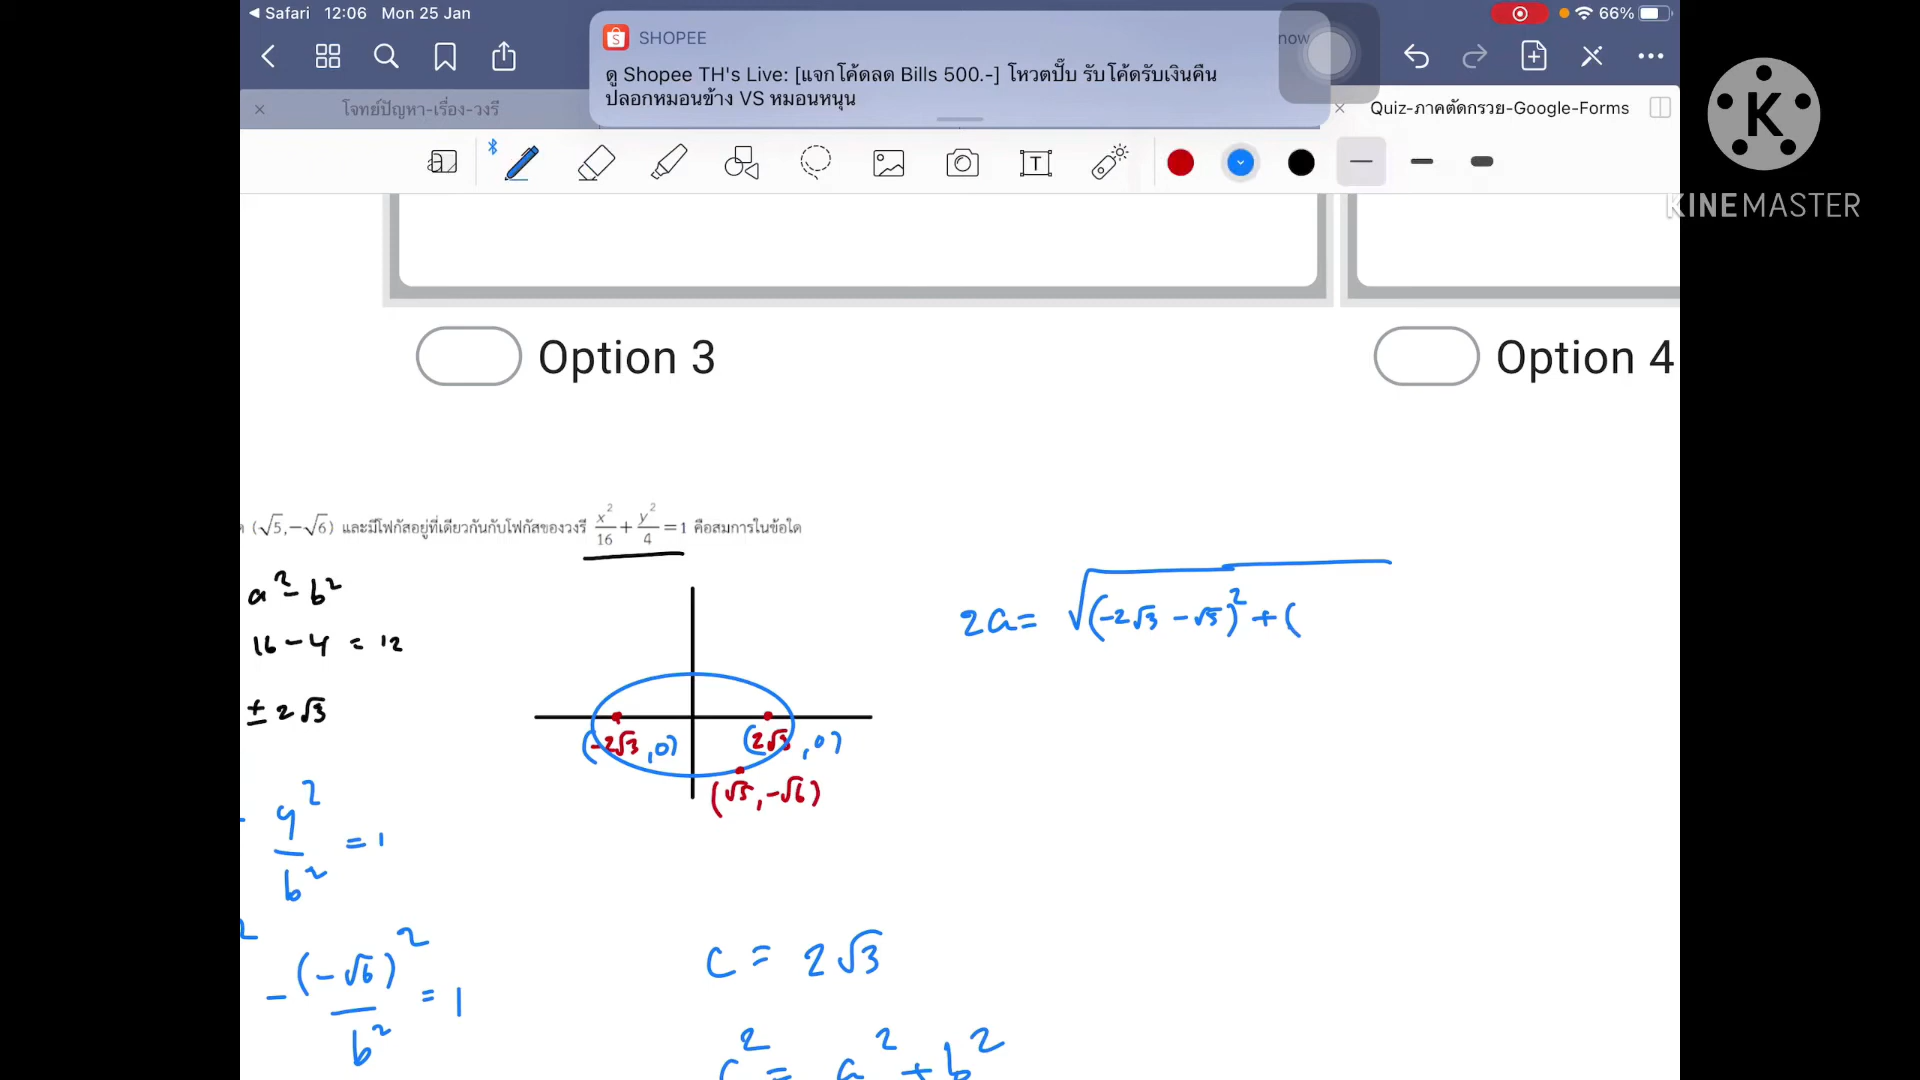 Safari 12:06 Mon 25 Jan
66%
SHOPEE
now
ดู Shopee TH's Live: [แจกโค้ดลด Bills 500.-] โหวตปั๊บ รับโค้ดรับเงินคืน
ปลอกหมอนข้าง VS หมอนหนุน
โจทย์ปัญหา-เรื่อง-วงรี
Quiz-ภาคตัดกรวย-Google-Forms
T
K
KINEMASTER
Option 3
Option 4
(√5,−√6) และมีโฟกัสอยู่ที่เดียวกันกับโฟกัสของวงรี x²/16 + y²/4 = 1 คือสมการในข้อใด
a² − b²
16 − 4 = 12
± 2√3
2a = √(−2√3 − √5)² + (
(−2√3, 0)
(2√3, 0)
(√5, −√6)
y²/b² = 1
− (−√6)²/b² = 1
c = 2√3
c² = a² + b²